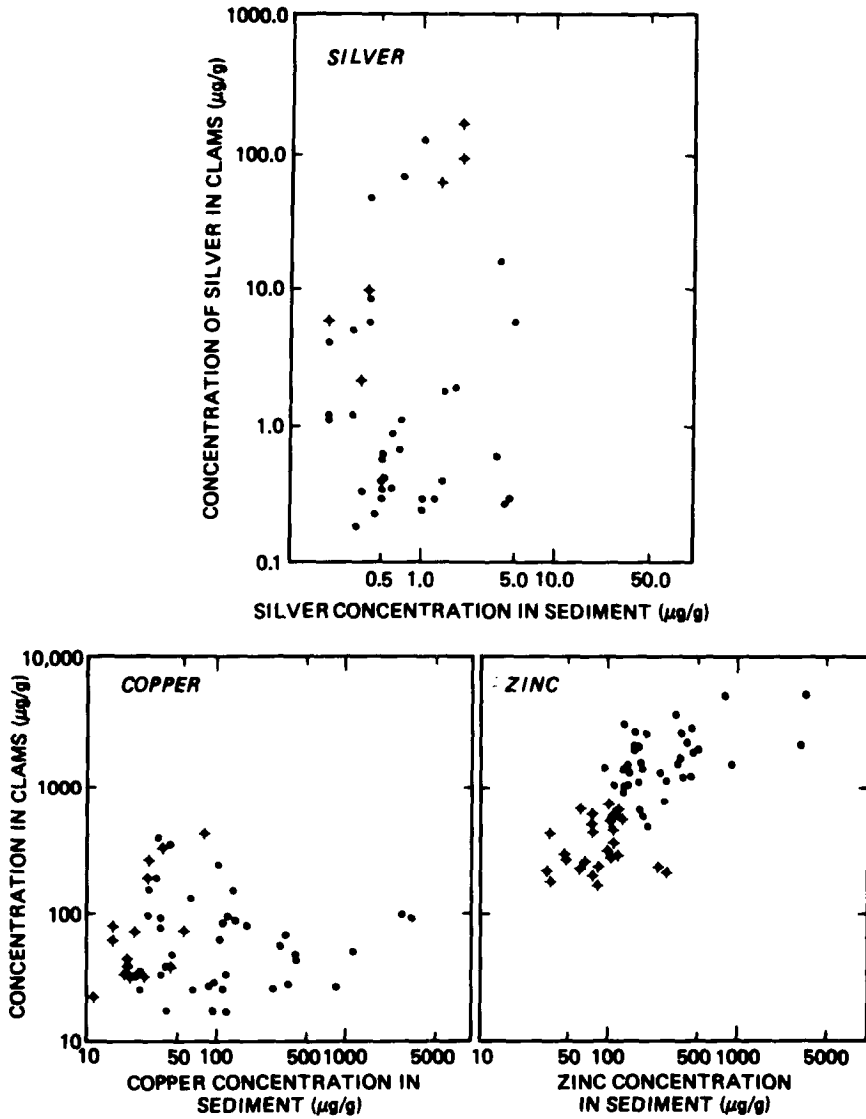 1000.0
SILVER
100.0
10.0
1.0
0.1
CONCENTRATION OF SILVER IN CLAMS (µg/g)
0.5 1.0 5.0 10.0 50.0
SILVER CONCENTRATION IN SEDIMENT (µg/g)
10,000
COPPER
ZINC
1000
100
10
CONCENTRATION IN CLAMS (µg/g)
10 50 100 500 1000 5000
COPPER CONCENTRATION IN
SEDIMENT (µg/g)
10 50 100 500 1000 5000
ZINC CONCENTRATION
IN SEDIMENT (µg/g)